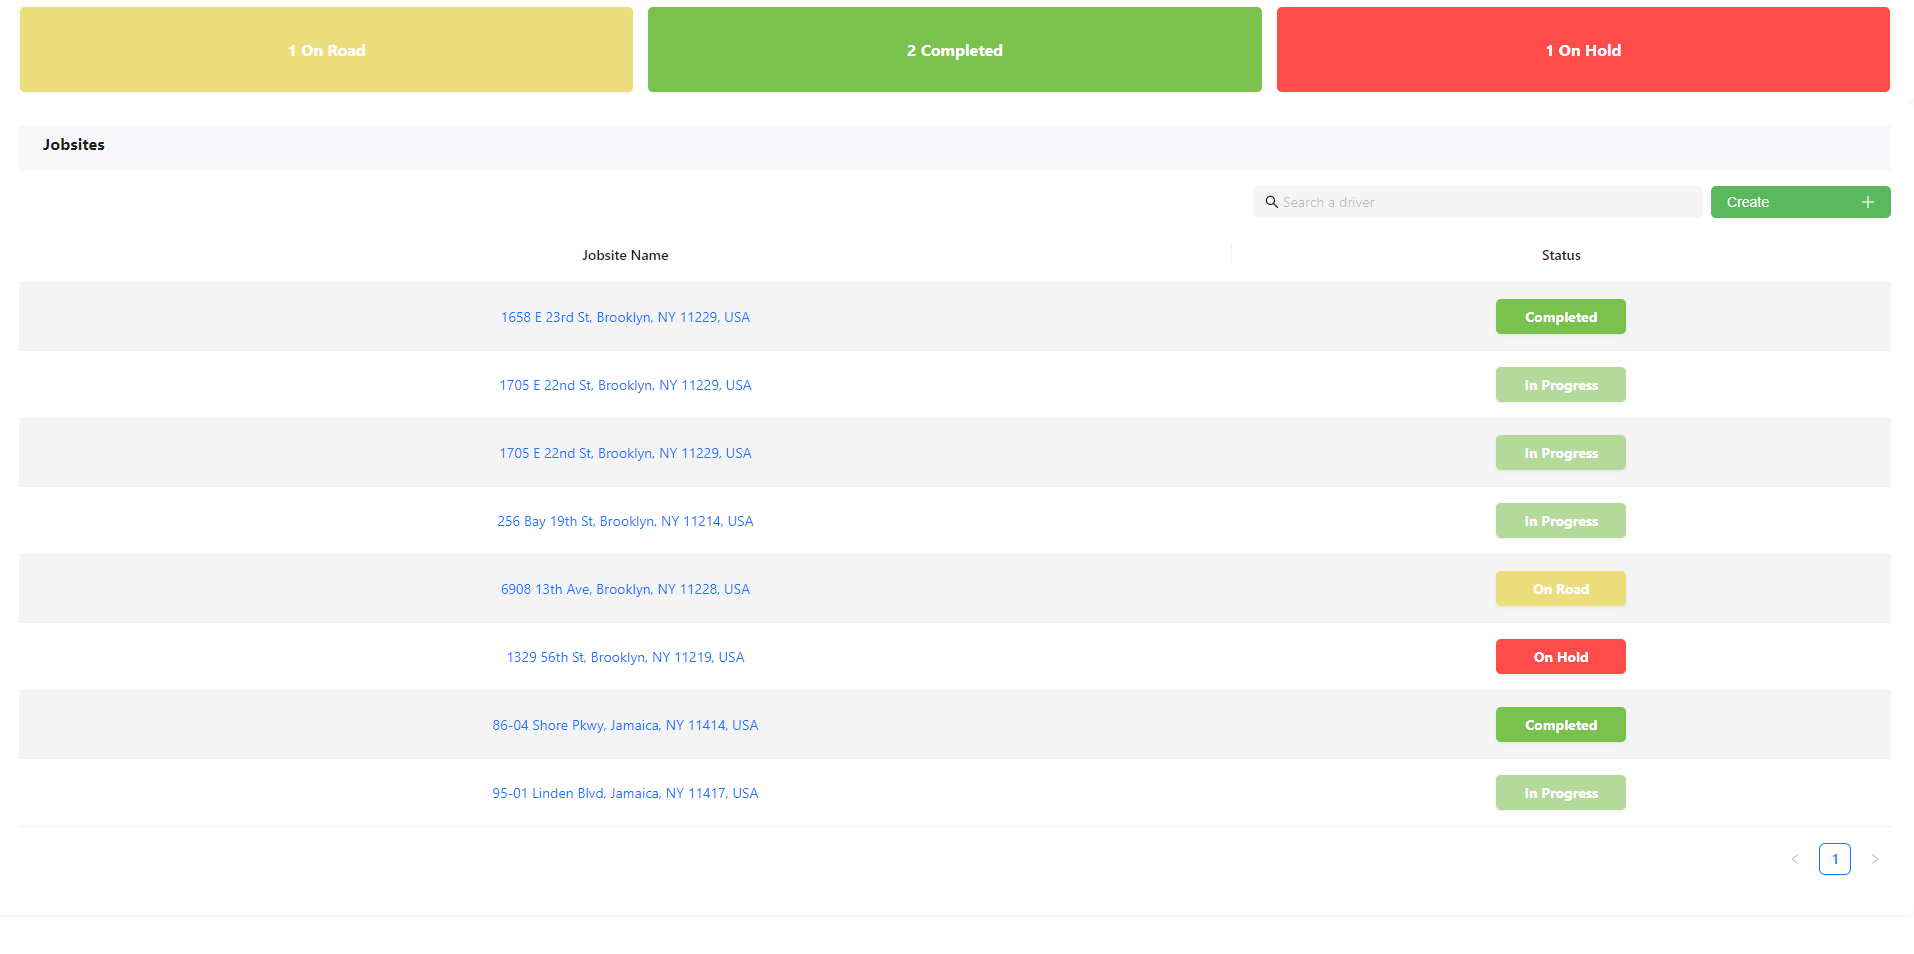 1 On Road
2 Completed
1 On Hold
Jobsites
Search a driver
Create
Jobsite Name Status
1658 E 23rd St, Brooklyn, NY 11229, USA Completed
1705 E 22nd St, Brooklyn, NY 11229, USA In Progress
1705 E 22nd St, Brooklyn, NY 11229, USA In Progress
256 Bay 19th St, Brooklyn, NY 11214, USA In Progress
6908 13th Ave, Brooklyn, NY 11228, USA On Road
1329 56th St, Brooklyn, NY 11219, USA On Hold
86-04 Shore Pkwy, Jamaica, NY 11414, USA Completed
95-01 Linden Blvd, Jamaica, NY 11417, USA In Progress
1